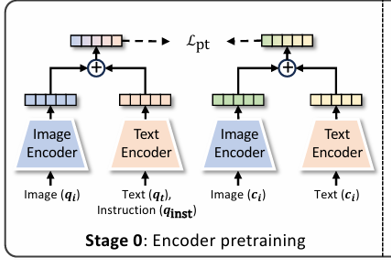 ℒpt
+
+
Image Encoder
Text Encoder
Image Encoder
Text Encoder
Image (qi)
Text (qt),
Instruction (qinst)
Image (ci)
Text (ci)
Stage 0: Encoder pretraining